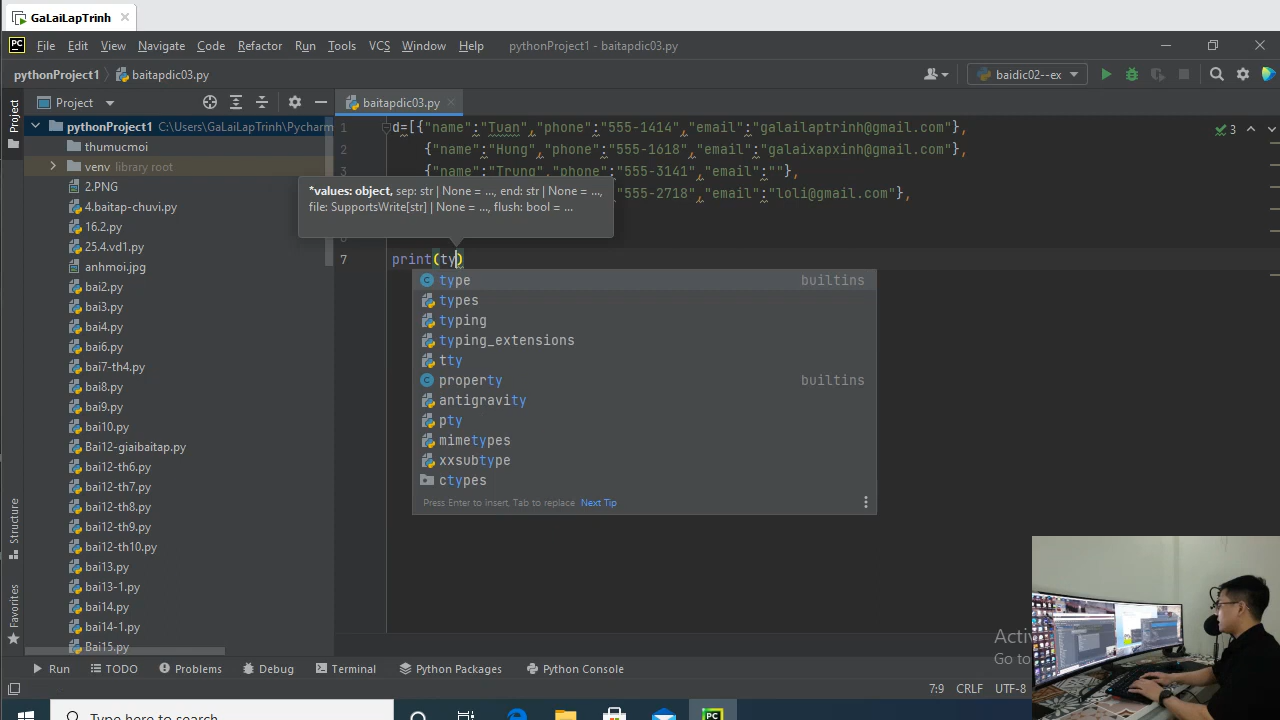 GaLaiLapTrinh
File Edit View Navigate Code Refactor Run Tools VCS Window Help pythonProject1 - baitapdic03.py
pythonProject1 baitapdic03.py baidic02--ex
Project baitapdic03.py
Project
pythonProject1 C:\Users\GaLaiLapTrinh\Pycharm
thumucmoi
venv library root
2.PNG
4.baitap-chuvi.py
16.2.py
25.4.vd1.py
anhmoi.jpg
bai2.py
bai3.py
bai4.py
bai6.py
bai7-th4.py
bai8.py
bai9.py
bai10.py
Bai12-giaibaitap.py
bai12-th6.py
bai12-th7.py
bai12-th8.py
bai12-th9.py
bai12-th10.py
bai13.py
bai13-1.py
bai14.py
bai14-1.py
Bai15.py
Structure
Favorites
1 d=[{"name":"Tuan","phone":"555-1414","email":"galailaptrinh@gmail.com"},
2 {"name":"Hung","phone":"555-1618","email":"galaixapxinh@gmail.com"},
3 {"name":"Trung","phone":"555-3141","email":""},
"555-2718","email":"loli@gmail.com"},
3
*values: object, sep: str | None = ..., end: str | None = ...,
file: SupportsWrite[str] | None = ..., flush: bool = ...
7 print(ty)
type builtins
types
typing
typing_extensions
tty
property builtins
antigravity
pty
mimetypes
xxsubtype
ctypes
Press Enter to insert, Tab to replace Next Tip
Go to
Run TODO Problems Debug Terminal Python Packages Python Console
7:9 CRLF UTF-8
Type here to search